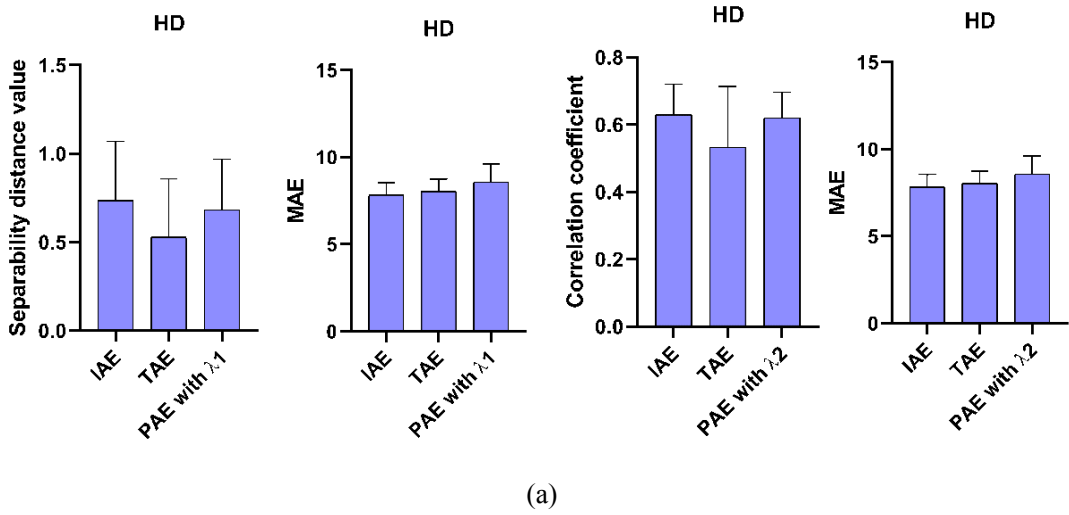 HD
Separability distance value
1.5
1.0
0.5
0.0
IAE
TAE
PAE with λ1
HD
MAE
15
10
5
0
IAE
TAE
PAE with λ1
HD
Correlation coefficient
0.8
0.6
0.4
0.2
0.0
IAE
TAE
PAE with λ2
HD
MAE
15
10
5
0
IAE
TAE
PAE with λ2
(a)